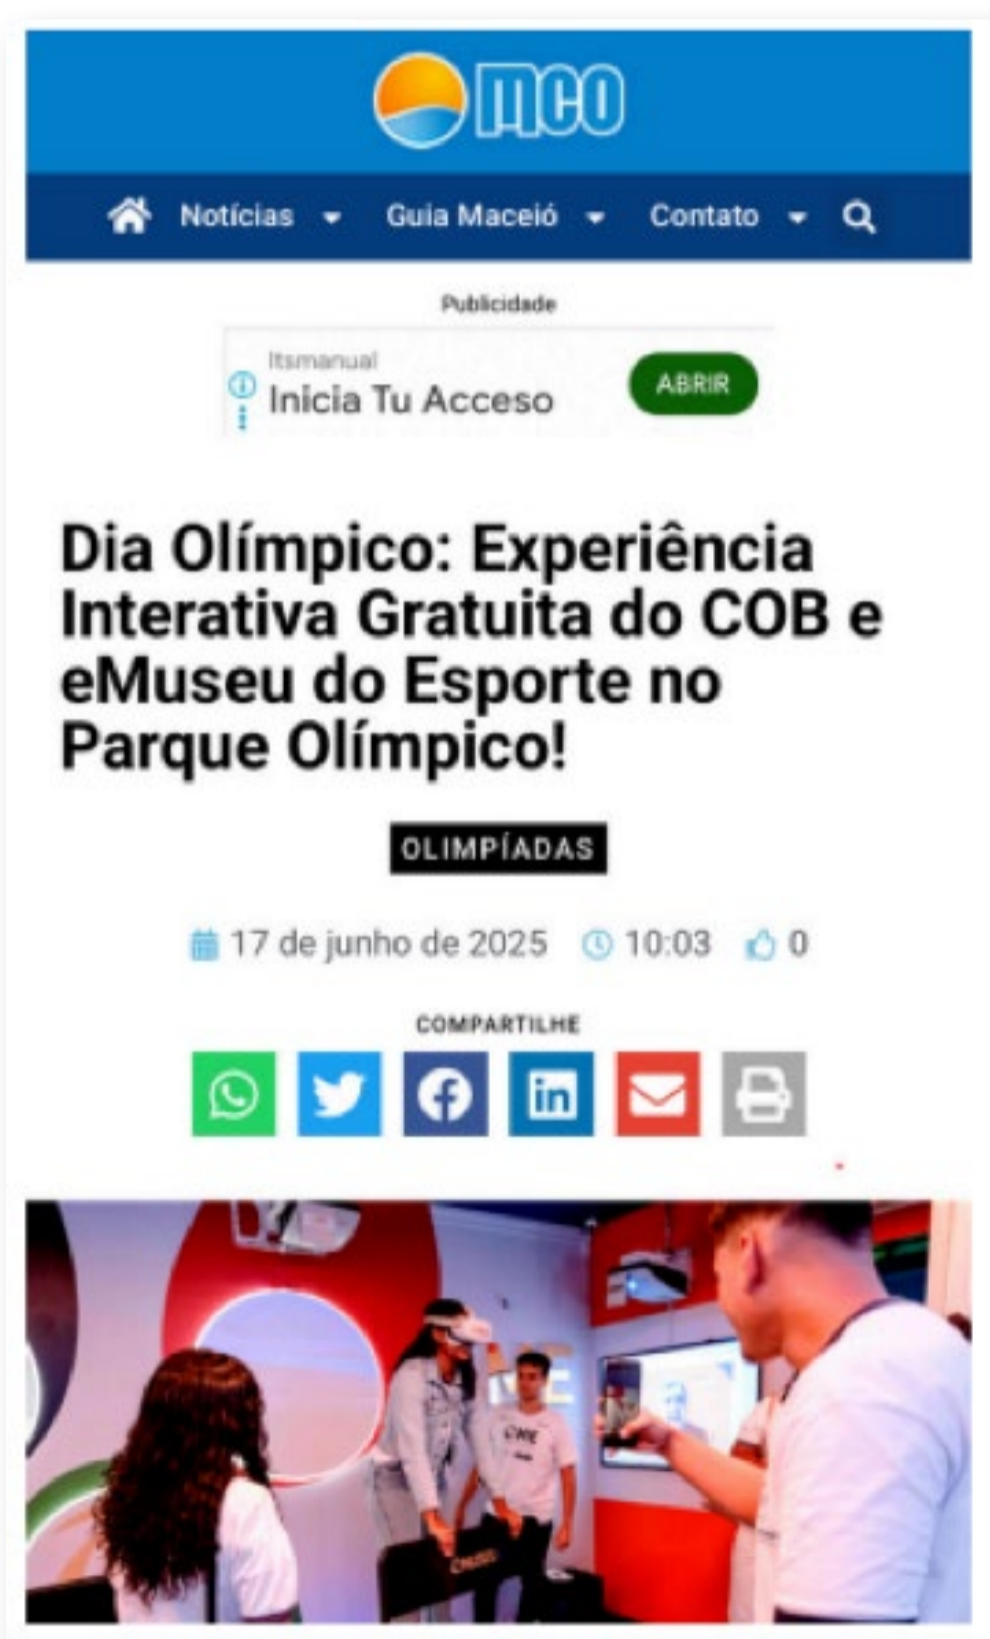 mco
Notícias
Guia Maceió
Contato
Publicidade
Itsmanual
Inicia Tu Acceso
ABRIR
Dia Olímpico: Experiência
Interativa Gratuita do COB e
eMuseu do Esporte no
Parque Olímpico!
OLIMPÍADAS
17 de junho de 2025 10:03 0
COMPARTILHE
in